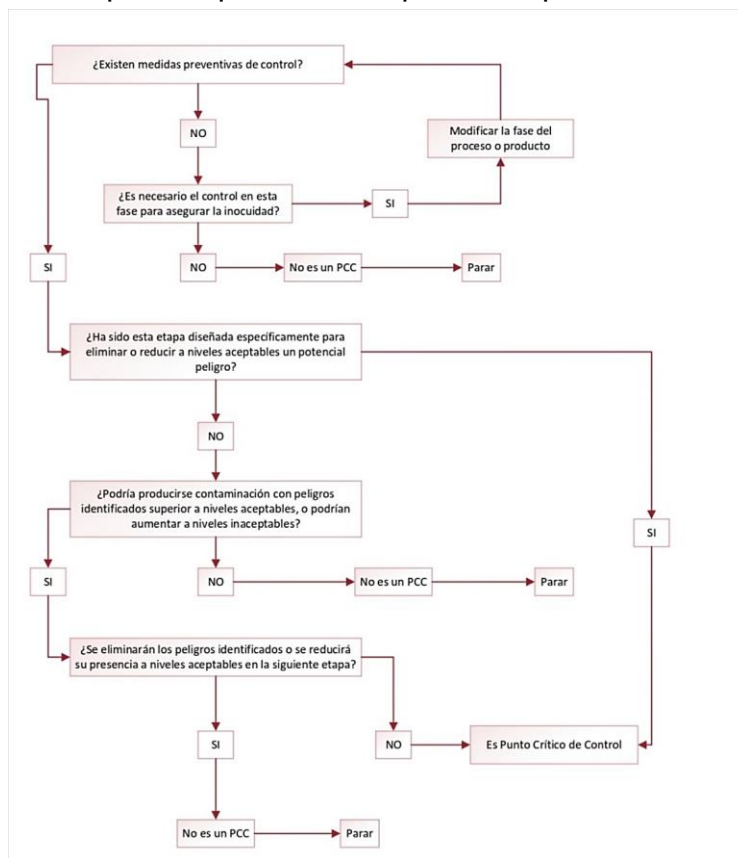 ¿Existen medidas preventivas de control?
NO
Modificar la fase del
proceso o producto
¿Es necesario el control en esta
fase para asegurar la inocuidad?
SI
SI
NO
No es un PCC
Parar
¿Ha sido esta etapa diseñada específicamente para
eliminar o reducir a niveles aceptables un potencial
peligro?
NO
¿Podría producirse contaminación con peligros
identificados superior a niveles aceptables, o podrían
aumentar a niveles inaceptables?
SI
SI
NO
No es un PCC
Parar
¿Se eliminarán los peligros identificados o se reducirá
su presencia a niveles aceptables en la siguiente etapa?
SI
NO
Es Punto Crítico de Control
No es un PCC
Parar